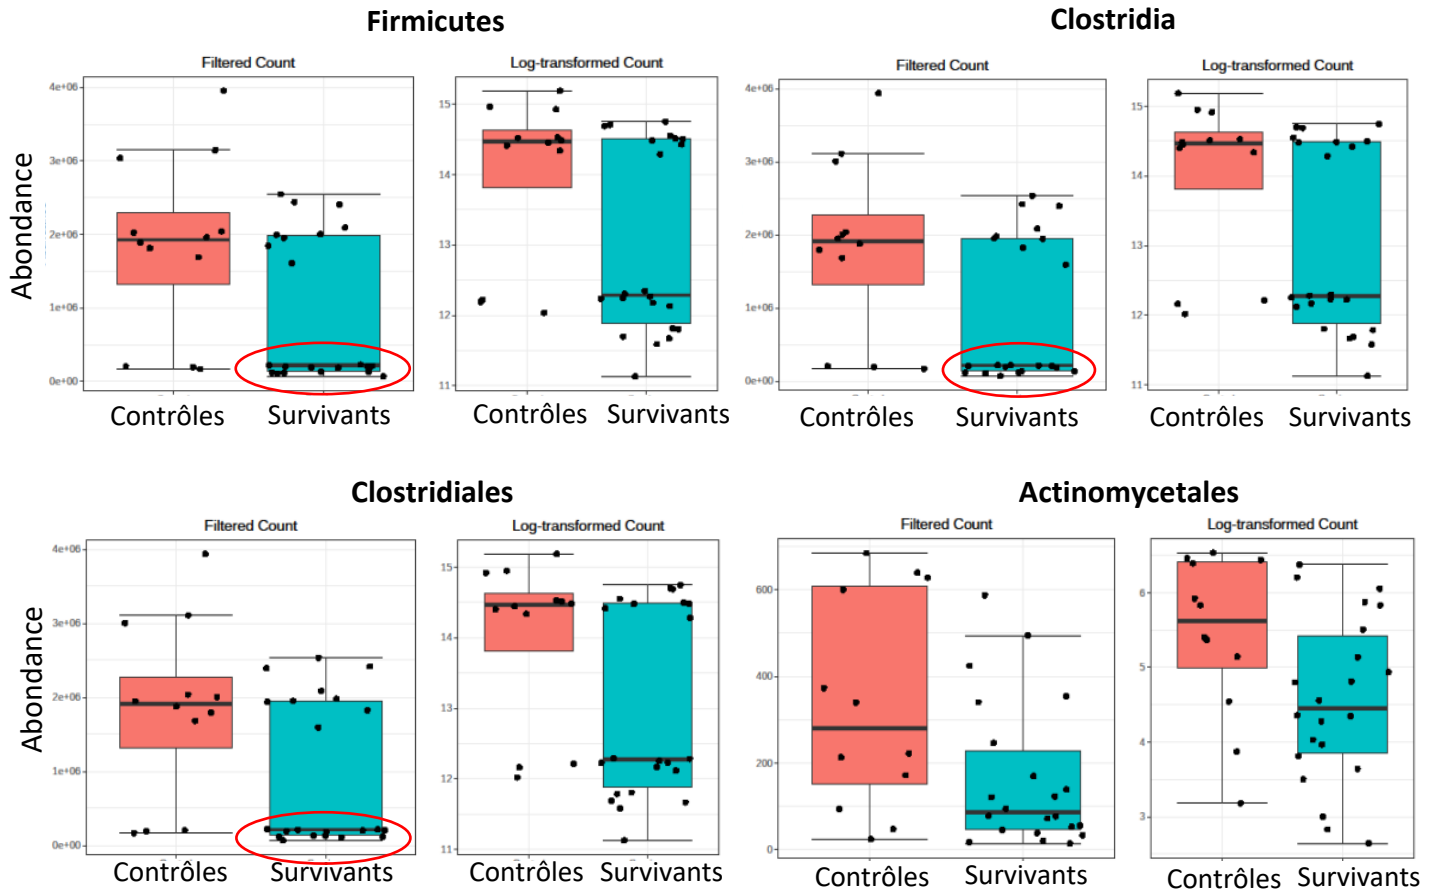 Firmicutes
Clostridia
Filtered Count
Log-transformed Count
Filtered Count
Log-transformed Count
Abondance
4e+06
3e+06
2e+06
1e+06
0e+00
15
14
13
12
11
4e+06
3e+06
2e+06
1e+06
0e+00
15
14
13
12
11
Contrôles Survivants
Contrôles Survivants
Contrôles Survivants
Contrôles Survivants
Clostridiales
Actinomycetales
Filtered Count
Log-transformed Count
Filtered Count
Log-transformed Count
Abondance
4e+06
3e+06
2e+06
1e+06
0e+00
15
14
13
12
11
600
400
200
0
6
5
4
3
Contrôles Survivants
Contrôles Survivants
Contrôles Survivants
Contrôles Survivants